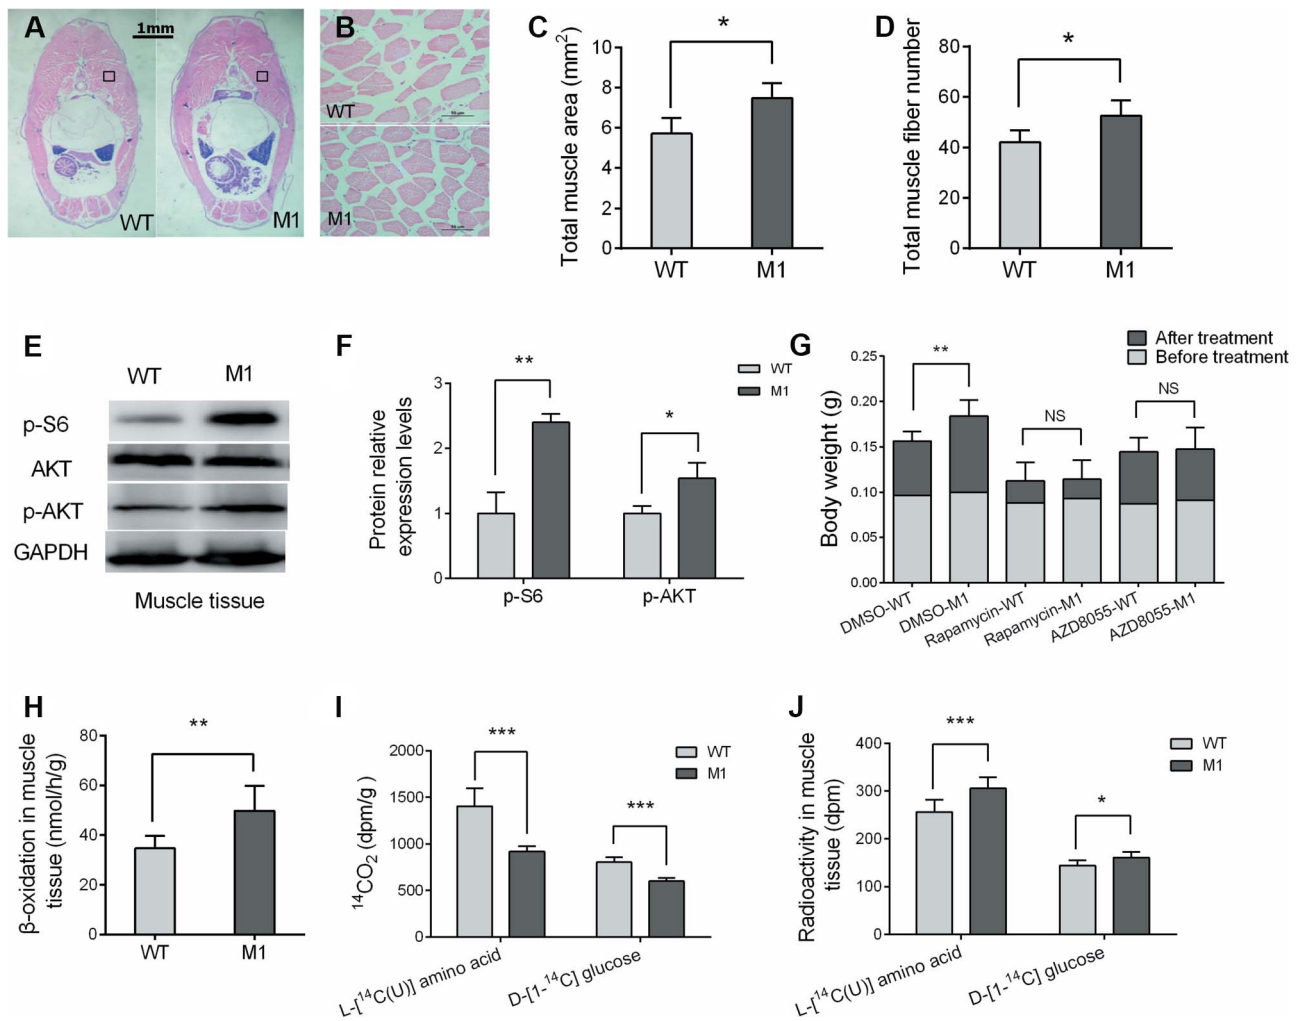 A
1mm
WT
M1
B
WT
50 μm
M1
50 μm
C
Total muscle area (mm²)
10
8
6
4
2
0
*
WT
M1
D
Total muscle fiber number
80
60
40
20
0
*
WT
M1
E
WT
M1
p-S6
AKT
p-AKT
GAPDH
Muscle tissue
F
Protein relative
expression levels
3
2
1
0
**
*
WT
M1
p-S6
p-AKT
G
After treatment
Before treatment
Body weight (g)
0.25
0.20
0.15
0.10
0.05
0.00
**
NS
NS
DMSO-WT
DMSO-M1
Rapamycin-WT
Rapamycin-M1
AZD8055-WT
AZD8055-M1
H
β-oxidation in muscle
tissue (nmol/h/g)
80
60
40
20
0
**
WT
M1
I
¹⁴CO₂ (dpm/g )
2000
1500
1000
500
0
***
***
WT
M1
L-[¹⁴C(U)] amino acid
D-[1-¹⁴C] glucose
J
Radioactivity in muscle
tissue (dpm)
400
300
200
100
0
***
*
WT
M1
L-[¹⁴C(U)] amino acid
D-[1-¹⁴C] glucose